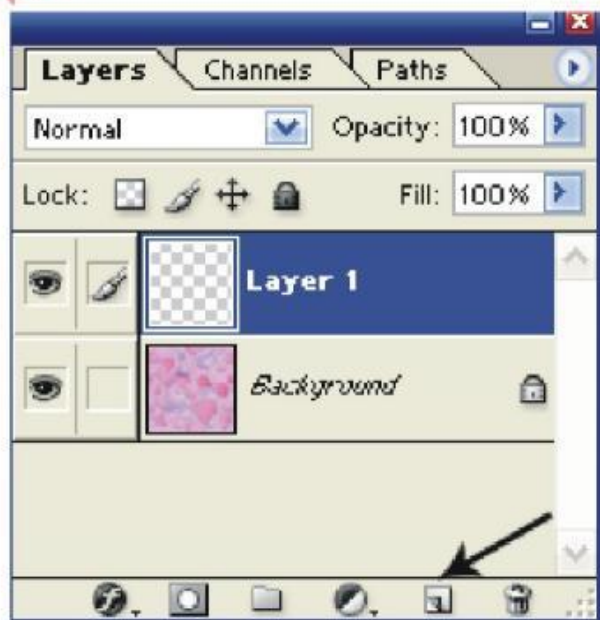 Layers Channels Paths
Normal Opacity: 100%
Lock: Fill: 100%
Layer 1
Background